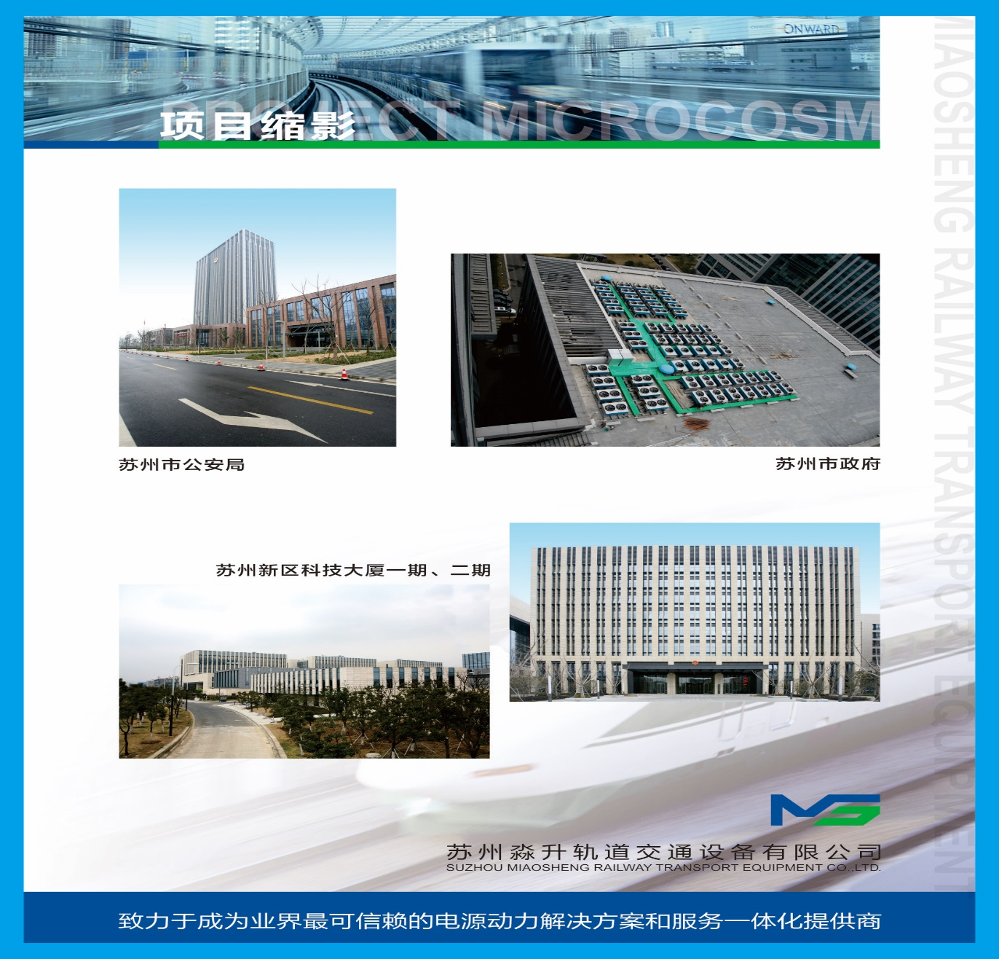 ONWARD
PROJECT MICROCOSM
项目缩影
MIAOSHENG RAILWAY TRANSPORT EQUIPMENT
苏州市公安局
苏州市政府
苏州新区科技大厦一期、二期
MS
苏州淼升轨道交通设备有限公司
SUZHOU MIAOSHENG RAILWAY TRANSPORT EQUIPMENT CO.,LTD.
致力于成为业界最可信赖的电源动力解决方案和服务一体化提供商